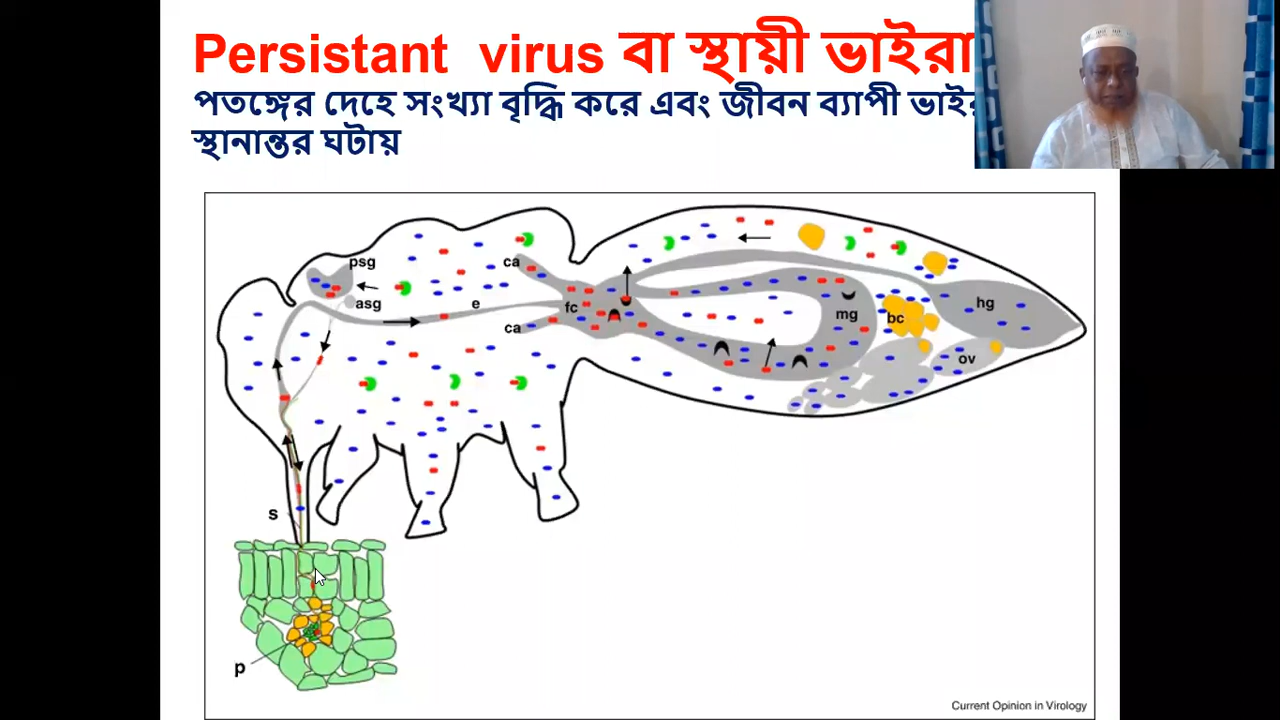 Persistant virus বা স্থায়ী ভাইরা
পতঙ্গের দেহে সংখ্যা বৃদ্ধি করে এবং জীবন ব্যাপী
স্থানান্তর ঘটায়
psg
asg
e
ca
ca
fc
mg
bc
hg
ov
s
p
Current Opinion in Virology